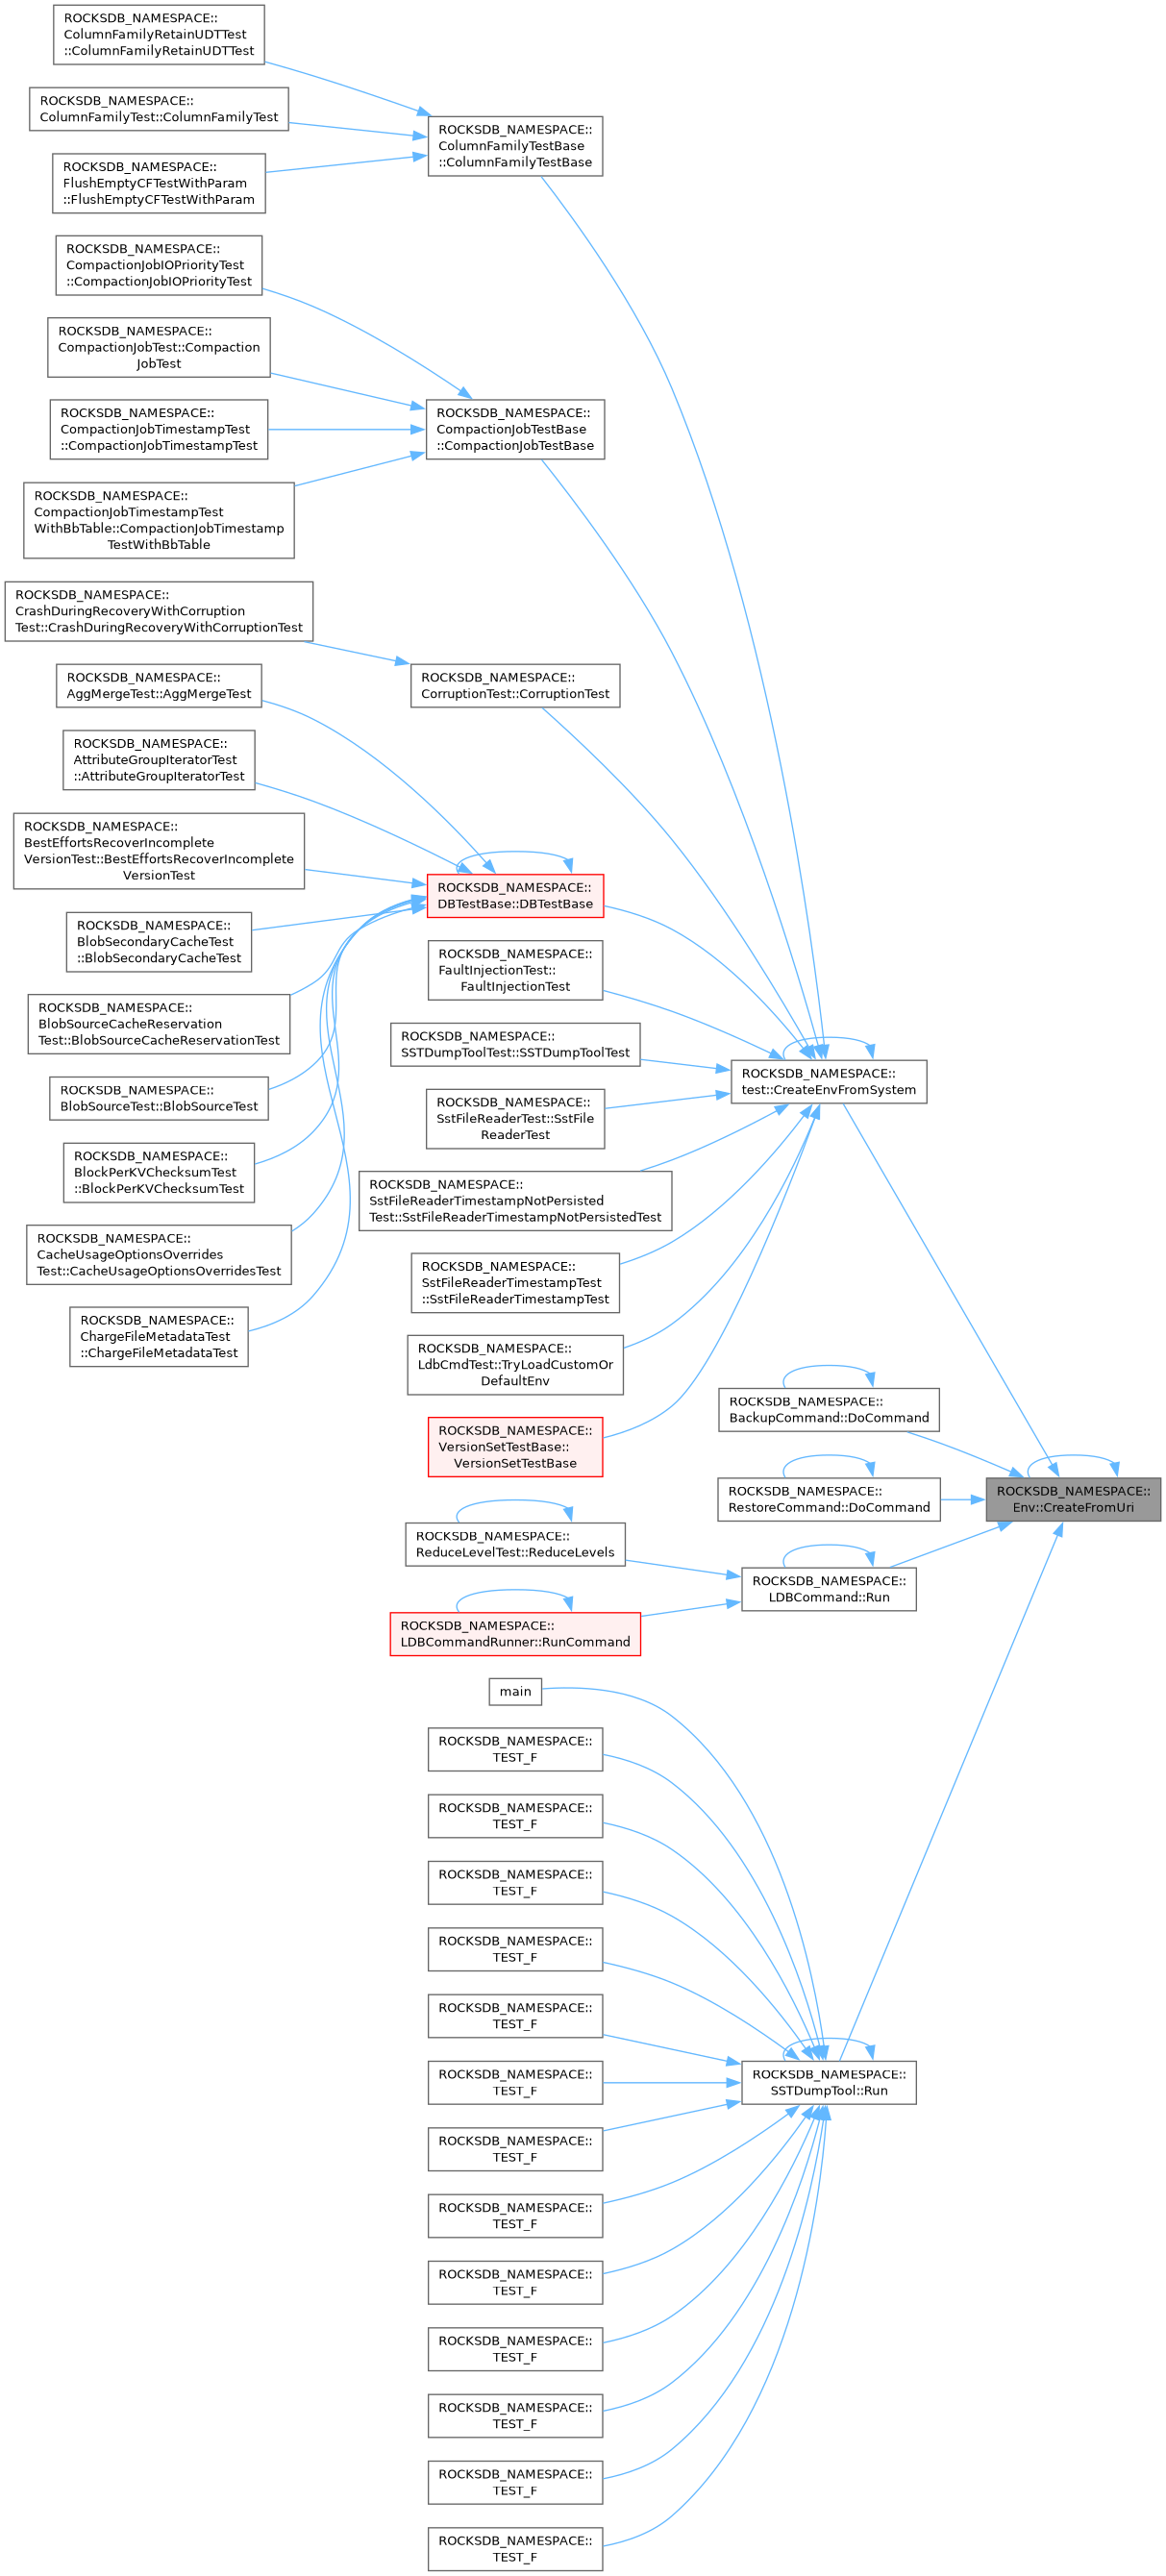 ROCKSDB_NAMESPACE::
ColumnFamilyRetainUDTTest
::ColumnFamilyRetainUDTTest
ROCKSDB_NAMESPACE::
ColumnFamilyTest::ColumnFamilyTest
ROCKSDB_NAMESPACE::
FlushEmptyCFTestWithParam
::FlushEmptyCFTestWithParam
ROCKSDB_NAMESPACE::
CompactionJobIOPriorityTest
::CompactionJobIOPriorityTest
ROCKSDB_NAMESPACE::
CompactionJobTest::Compaction
JobTest
ROCKSDB_NAMESPACE::
CompactionJobTimestampTest
::CompactionJobTimestampTest
ROCKSDB_NAMESPACE::
CompactionJobTimestampTest
WithBbTable::CompactionJobTimestamp
TestWithBbTable
ROCKSDB_NAMESPACE::
CrashDuringRecoveryWithCorruption
Test::CrashDuringRecoveryWithCorruptionTest
ROCKSDB_NAMESPACE::
AggMergeTest::AggMergeTest
ROCKSDB_NAMESPACE::
AttributeGroupIteratorTest
::AttributeGroupIteratorTest
ROCKSDB_NAMESPACE::
BestEffortsRecoverIncomplete
VersionTest::BestEffortsRecoverIncomplete
VersionTest
ROCKSDB_NAMESPACE::
BlobSecondaryCacheTest
::BlobSecondaryCacheTest
ROCKSDB_NAMESPACE::
BlobSourceCacheReservation
Test::BlobSourceCacheReservationTest
ROCKSDB_NAMESPACE::
BlobSourceTest::BlobSourceTest
ROCKSDB_NAMESPACE::
BlockPerKVChecksumTest
::BlockPerKVChecksumTest
ROCKSDB_NAMESPACE::
CacheUsageOptionsOverrides
Test::CacheUsageOptionsOverridesTest
ROCKSDB_NAMESPACE::
ChargeFileMetadataTest
::ChargeFileMetadataTest
ROCKSDB_NAMESPACE::
ColumnFamilyTestBase
::ColumnFamilyTestBase
ROCKSDB_NAMESPACE::
CompactionJobTestBase
::CompactionJobTestBase
ROCKSDB_NAMESPACE::
CorruptionTest::CorruptionTest
ROCKSDB_NAMESPACE::
DBTestBase::DBTestBase
ROCKSDB_NAMESPACE::
FaultInjectionTest::
FaultInjectionTest
ROCKSDB_NAMESPACE::
SSTDumpToolTest::SSTDumpToolTest
ROCKSDB_NAMESPACE::
SstFileReaderTest::SstFile
ReaderTest
ROCKSDB_NAMESPACE::
SstFileReaderTimestampNotPersisted
Test::SstFileReaderTimestampNotPersistedTest
ROCKSDB_NAMESPACE::
SstFileReaderTimestampTest
::SstFileReaderTimestampTest
ROCKSDB_NAMESPACE::
LdbCmdTest::TryLoadCustomOr
DefaultEnv
ROCKSDB_NAMESPACE::
VersionSetTestBase::
VersionSetTestBase
ROCKSDB_NAMESPACE::
ReduceLevelTest::ReduceLevels
ROCKSDB_NAMESPACE::
LDBCommandRunner::RunCommand
main
ROCKSDB_NAMESPACE::
TEST_F
ROCKSDB_NAMESPACE::
TEST_F
ROCKSDB_NAMESPACE::
TEST_F
ROCKSDB_NAMESPACE::
TEST_F
ROCKSDB_NAMESPACE::
TEST_F
ROCKSDB_NAMESPACE::
TEST_F
ROCKSDB_NAMESPACE::
TEST_F
ROCKSDB_NAMESPACE::
TEST_F
ROCKSDB_NAMESPACE::
TEST_F
ROCKSDB_NAMESPACE::
TEST_F
ROCKSDB_NAMESPACE::
TEST_F
ROCKSDB_NAMESPACE::
TEST_F
ROCKSDB_NAMESPACE::
TEST_F
ROCKSDB_NAMESPACE::
test::CreateEnvFromSystem
ROCKSDB_NAMESPACE::
BackupCommand::DoCommand
ROCKSDB_NAMESPACE::
RestoreCommand::DoCommand
ROCKSDB_NAMESPACE::
LDBCommand::Run
ROCKSDB_NAMESPACE::
SSTDumpTool::Run
ROCKSDB_NAMESPACE::
Env::CreateFromUri